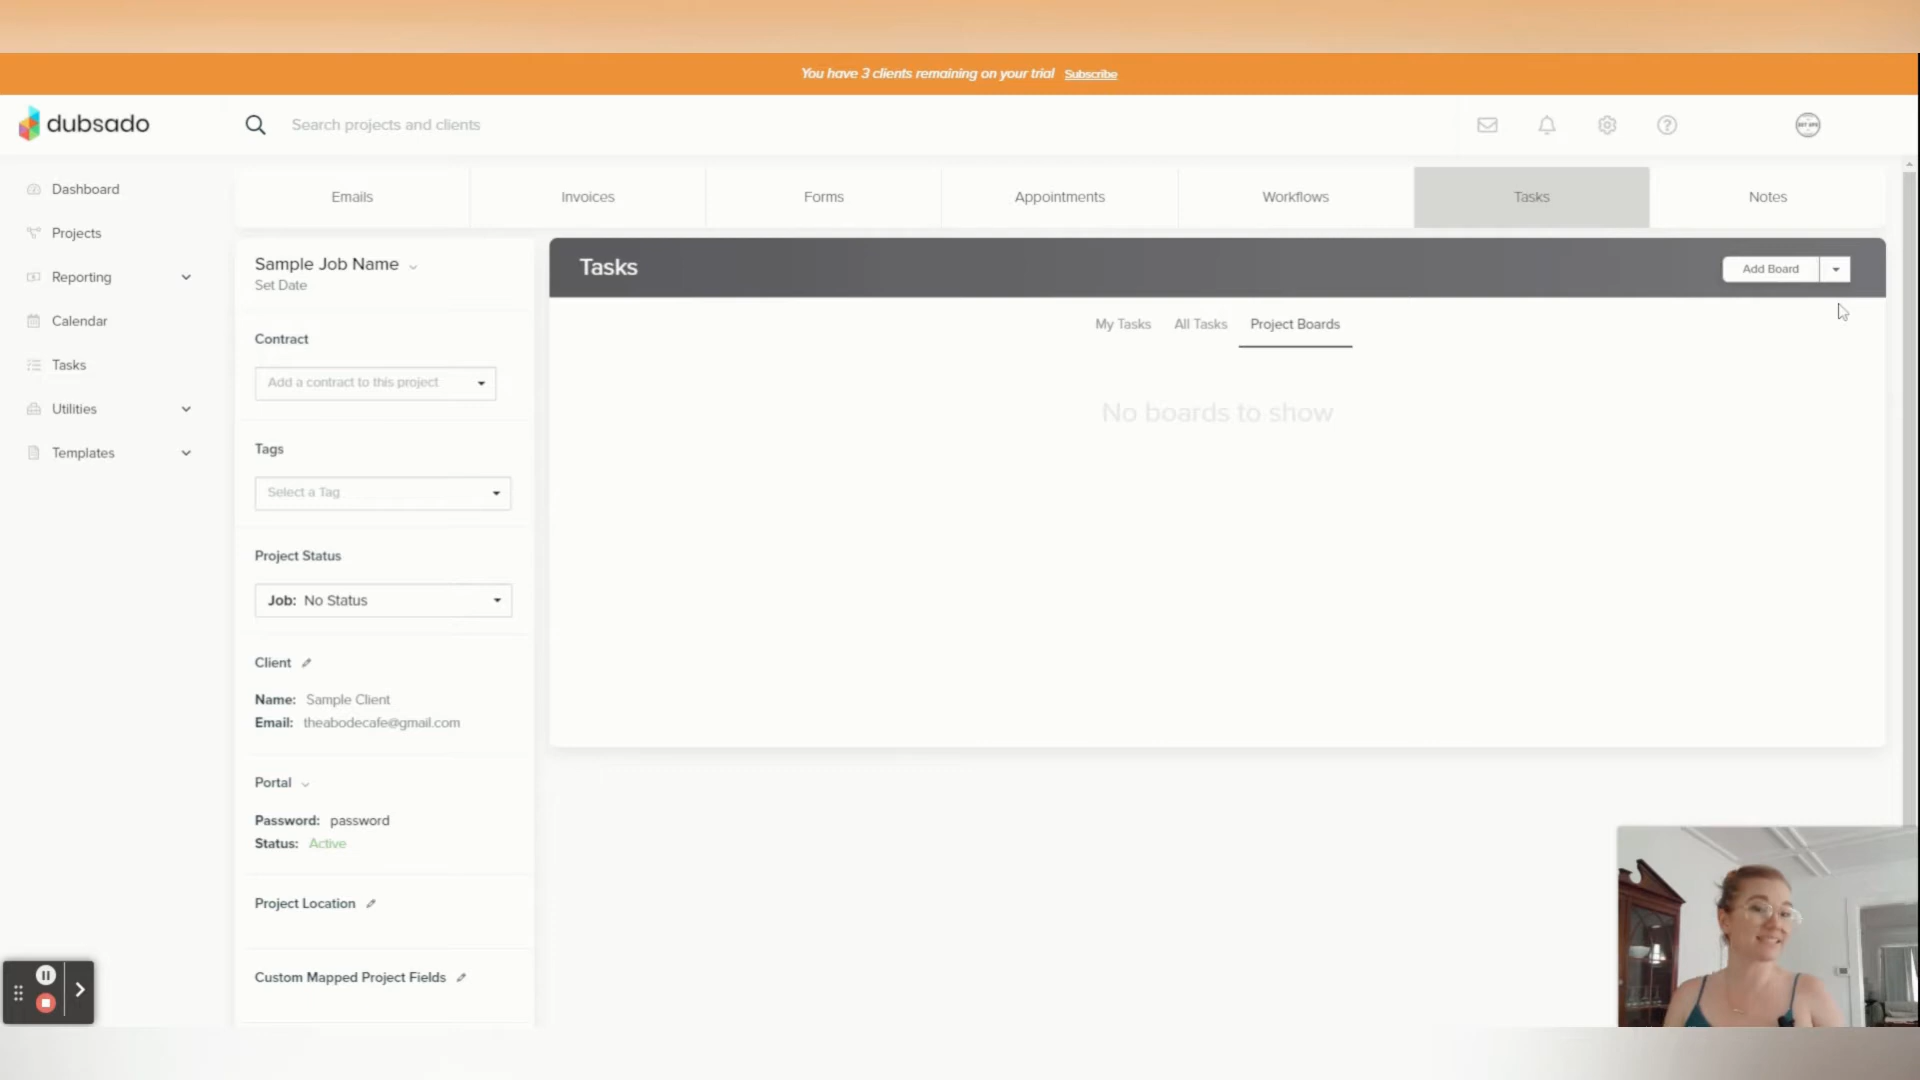 You have 3 clients remaining on your trial Subscribe
dubsado
Search projects and clients
Dashboard
Projects
Reporting
Calendar
Tasks
Utilities
Templates
Emails
Invoices
Forms
Appointments
Workflows
Tasks
Notes
Sample Job Name
Set Date
Contract
Add a contract to this project
Tags
Select a Tag
Project Status
Job: No Status
Client
Name: Sample Client
Email: theabodecafe@gmail.com
Portal
Password: password
Status: Active
Project Location
Custom Mapped Project Fields
Tasks
Add Board
My Tasks
All Tasks
Project Boards
No boards to show